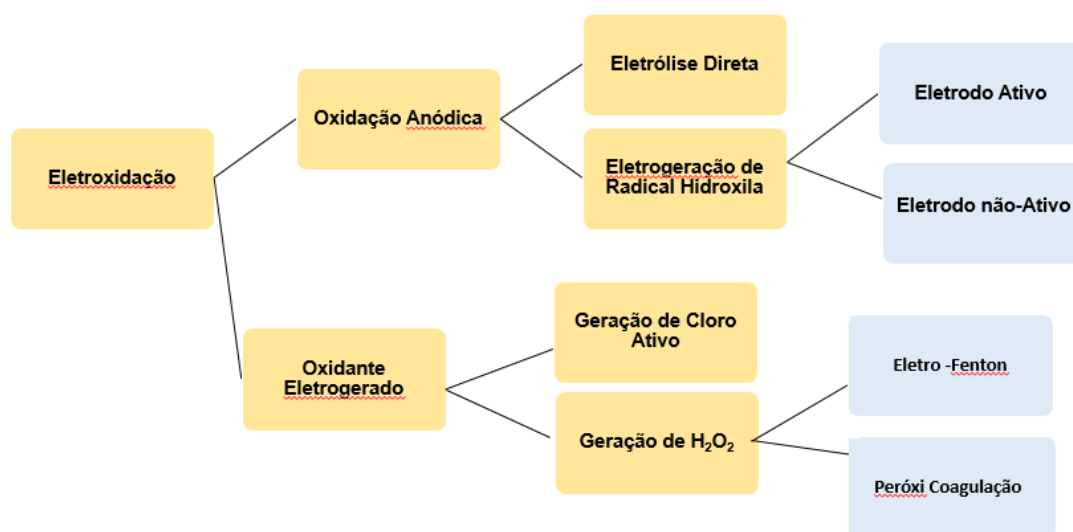 Eletroxidação
Oxidação Anódica
Eletrólise Direta
Eletrogeração de
Radical Hidroxila
Eletrodo Ativo
Eletrodo não-Ativo
Oxidante
Eletrogerado
Geração de Cloro
Ativo
Geração de H₂O₂
Eletro -Fenton
Peróxi Coagulação